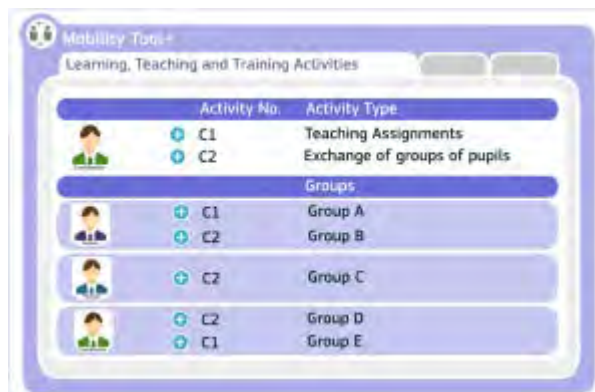 Mobility Tool+
Learning, Teaching and Training Activities
Activity No. Activity Type
C1 Teaching Assignments
C2 Exchange of groups of pupils
Groups
C1 Group A
C2 Group B
C2 Group C
C2 Group D
C1 Group E